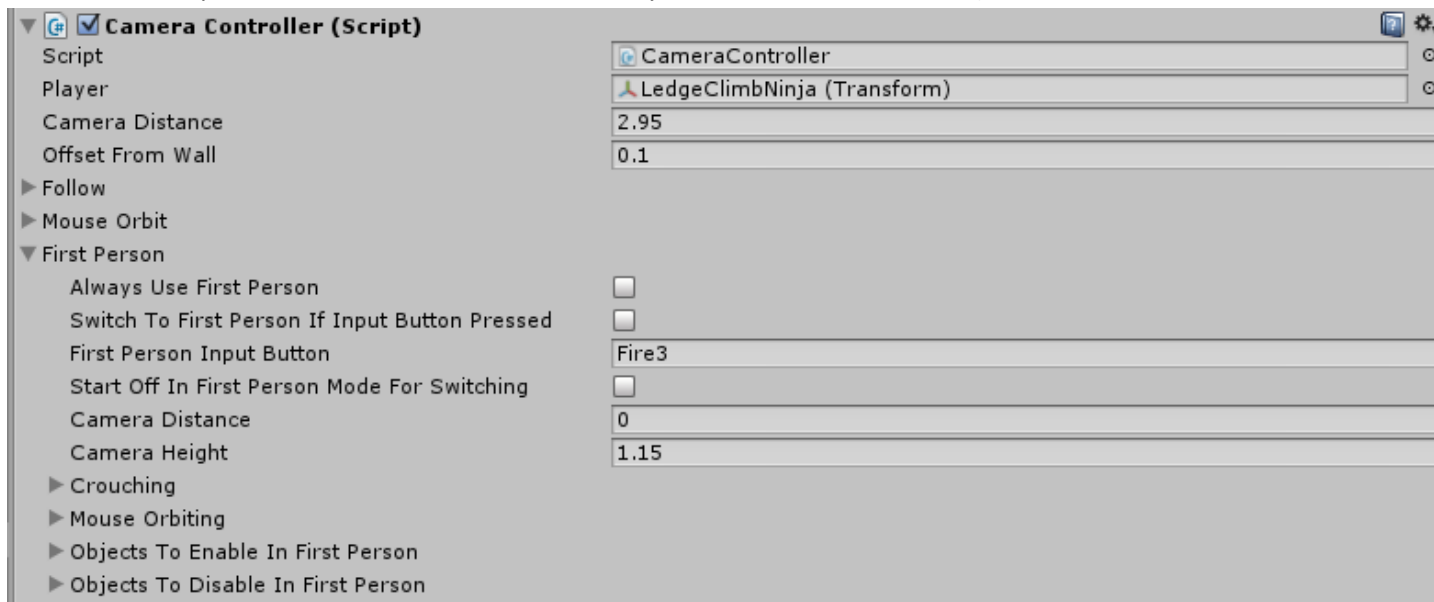 Camera Controller (Script)
Script CameraController
Player LedgeClimbNinja (Transform)
Camera Distance 2.95
Offset From Wall 0.1
Follow
Mouse Orbit
First Person
Always Use First Person
Switch To First Person If Input Button Pressed
First Person Input Button Fire3
Start Off In First Person Mode For Switching
Camera Distance 0
Camera Height 1.15
Crouching
Mouse Orbiting
Objects To Enable In First Person
Objects To Disable In First Person